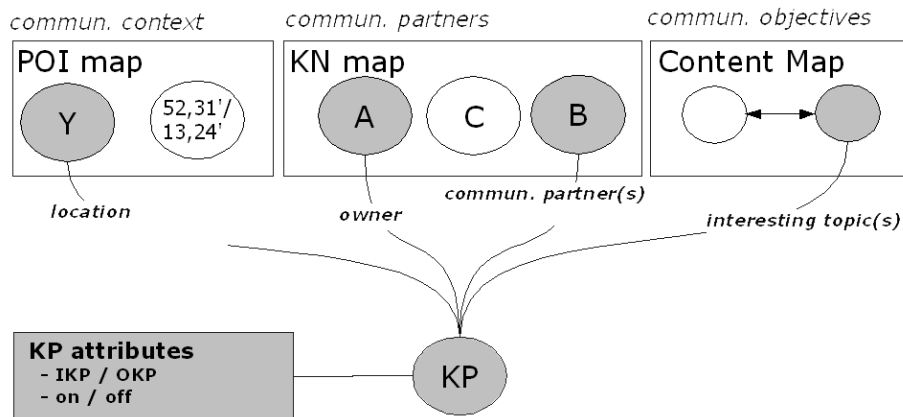 commun. context
commun. partners
commun. objectives
POI map
KN map
Content Map
Y
52,31'/
13,24'
A
C
B
location
owner
commun. partner(s)
interesting topic(s)
KP attributes
- IKP / OKP
- on / off
KP